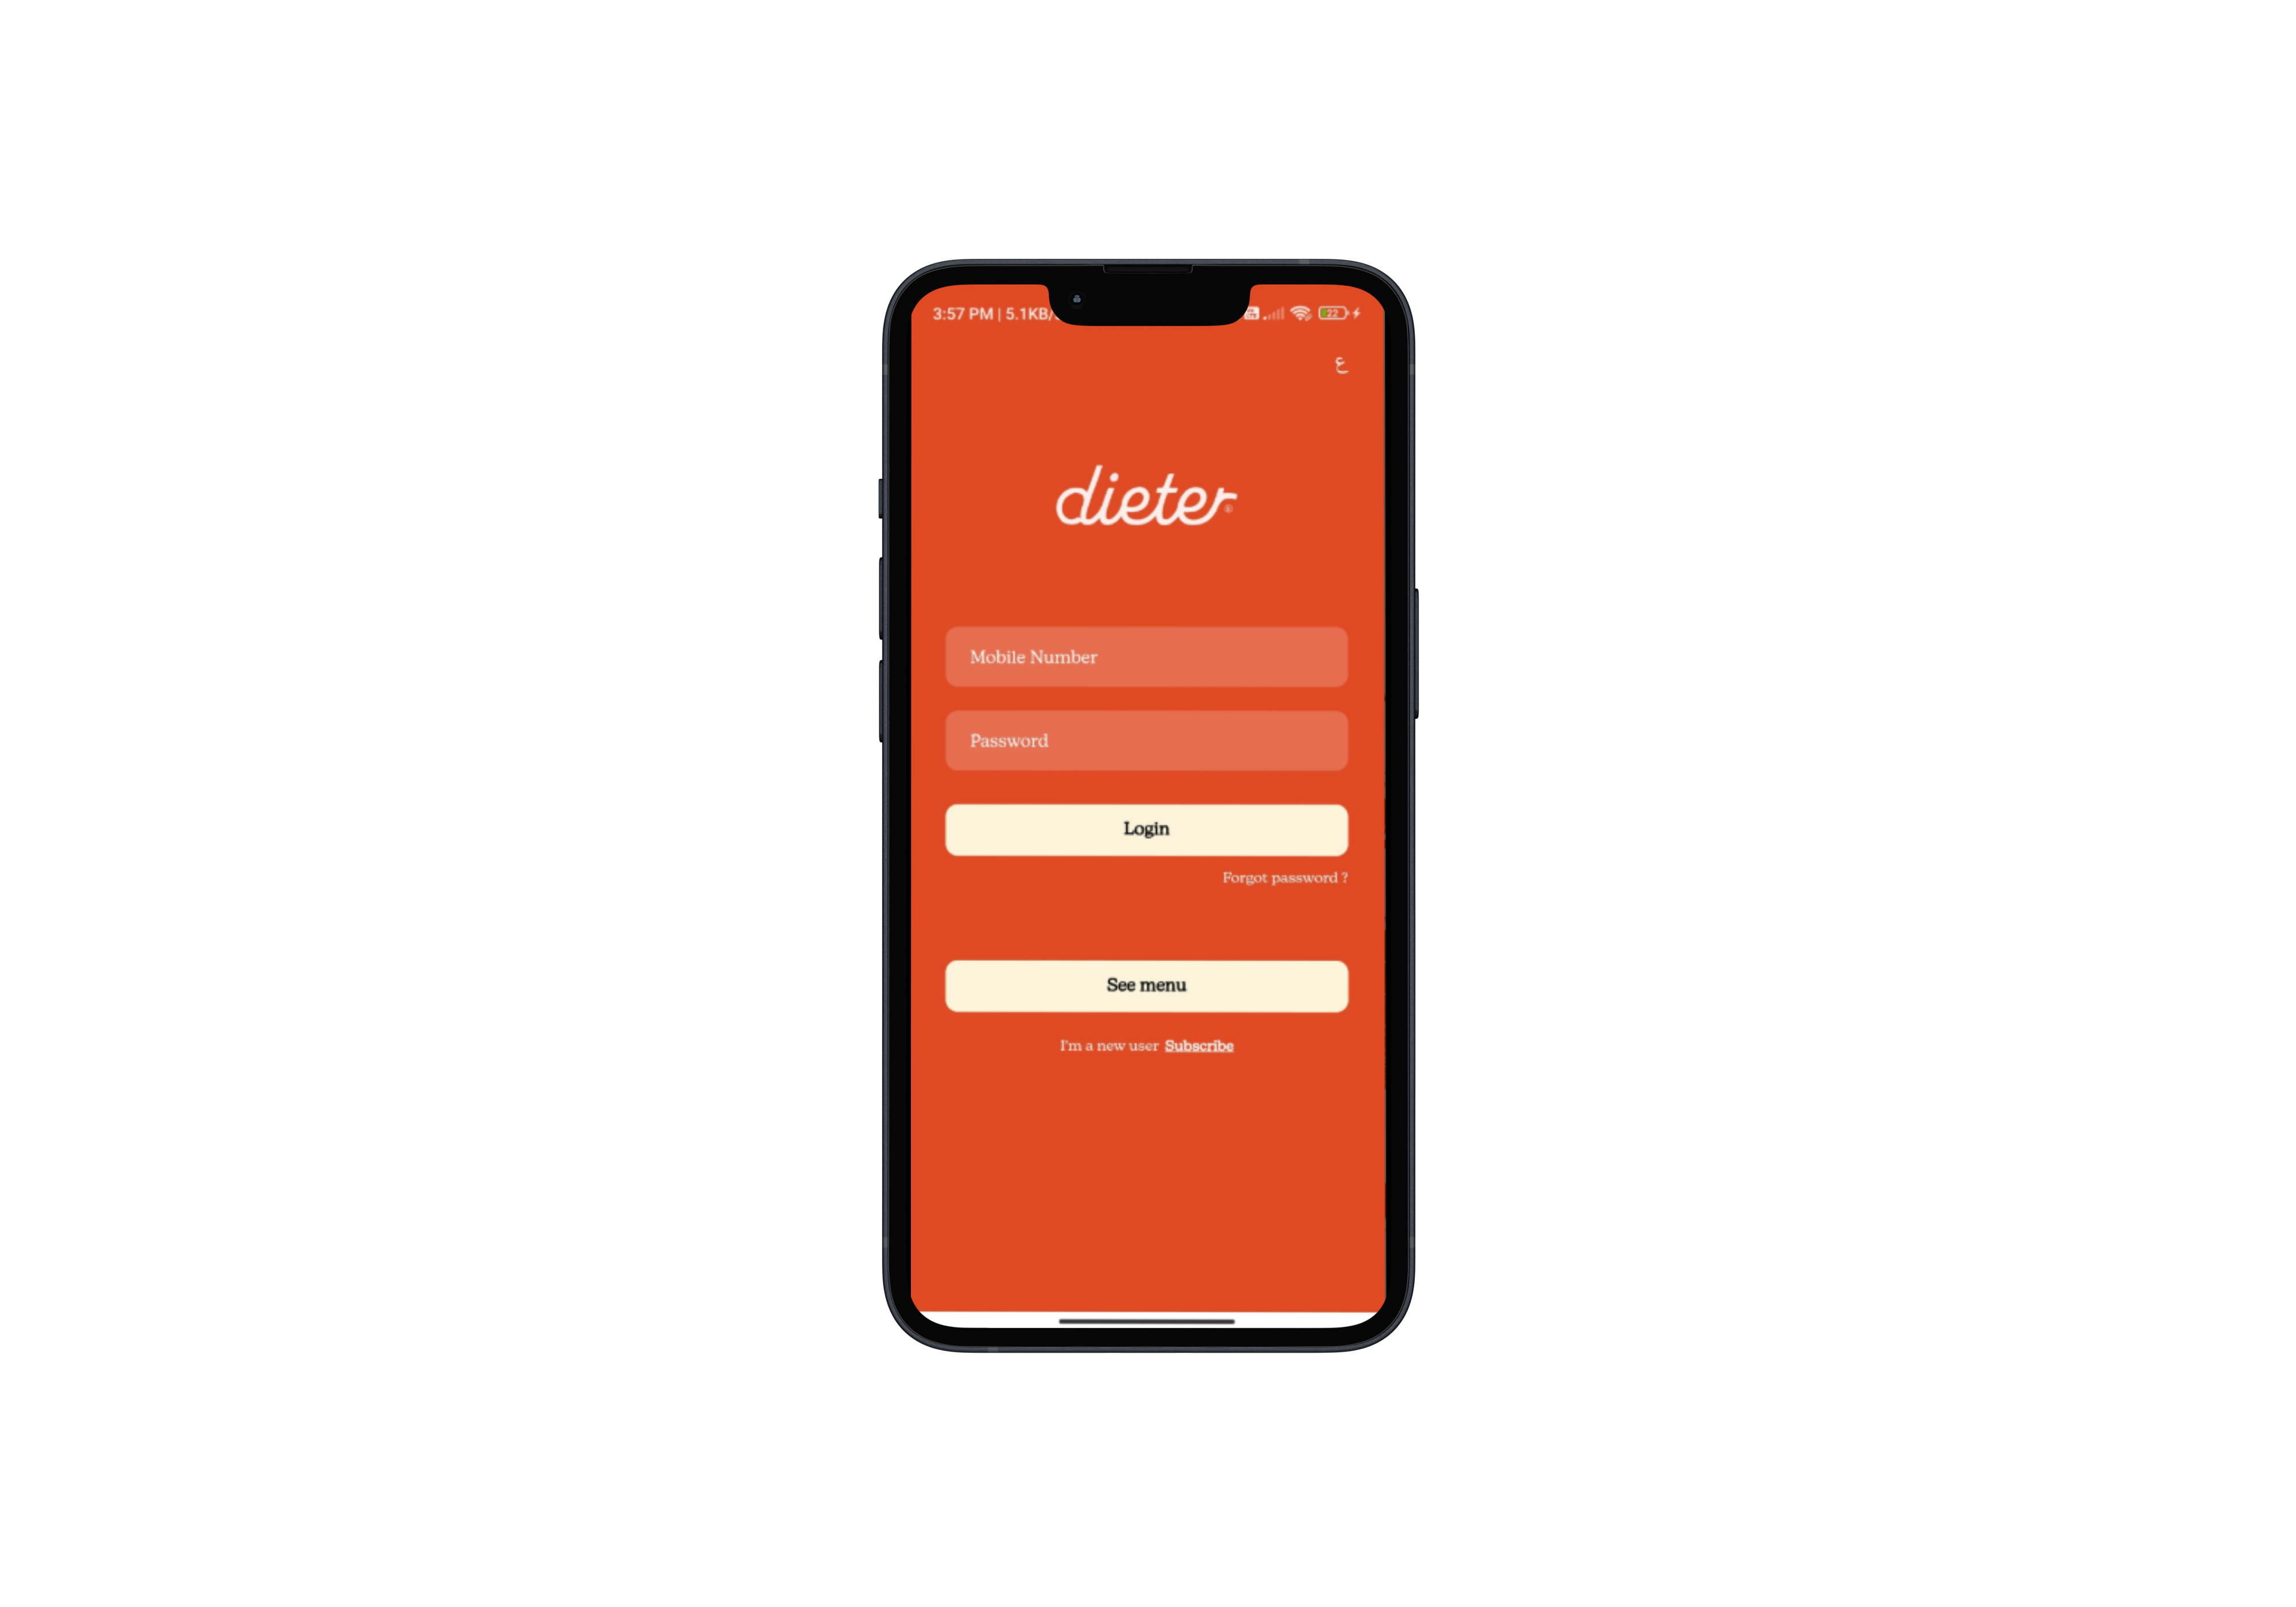 3:57 PM | 5.1KB/
22
ع
dieter
Mobile Number
Password
Login
Forgot password ?
See menu
I'm a new user Subscribe